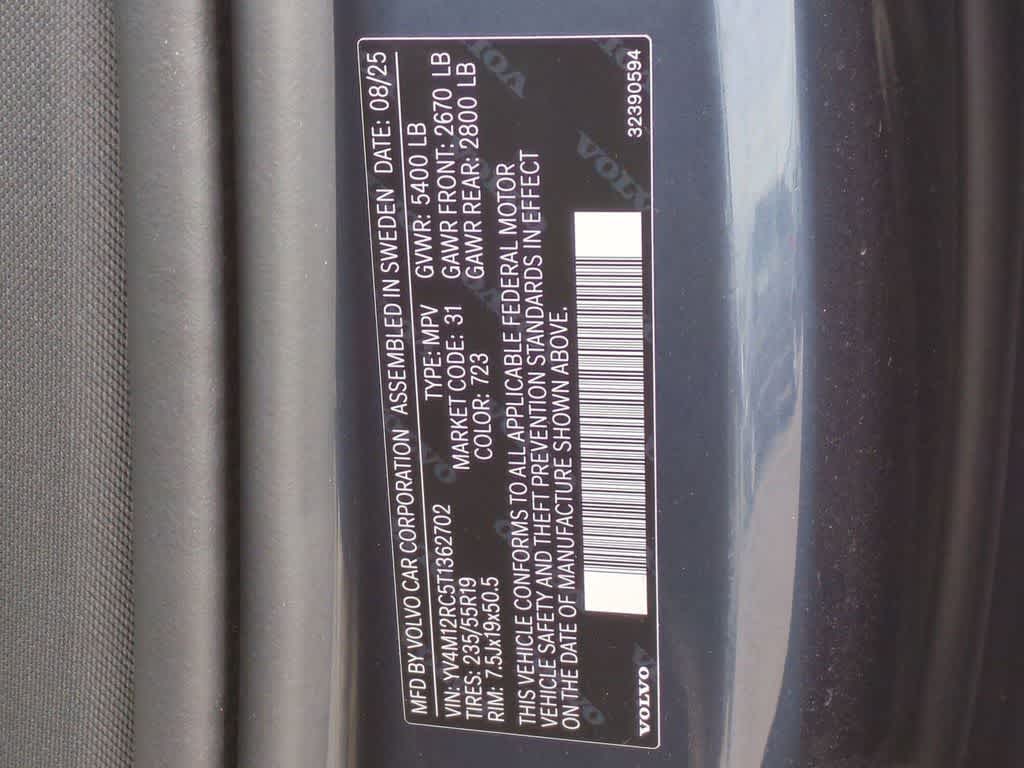 MFD BY VOLVO CAR CORPORATION ASSEMBLED IN SWEDEN DATE: 08/25
VIN: YV4M12RC5T1362702 TYPE: MPV GVWR: 5400 LB
TIRES: 235/55R19 MARKET CODE: 31 GAWR FRONT: 2670 LB
RIM: 7.5Jx19x50.5 COLOR: 723 GAWR REAR: 2800 LB
THIS VEHICLE CONFORMS TO ALL APPLICABLE FEDERAL MOTOR
VEHICLE SAFETY AND THEFT PREVENTION STANDARDS IN EFFECT
ON THE DATE OF MANUFACTURE SHOWN ABOVE.
VOLVO 32390594